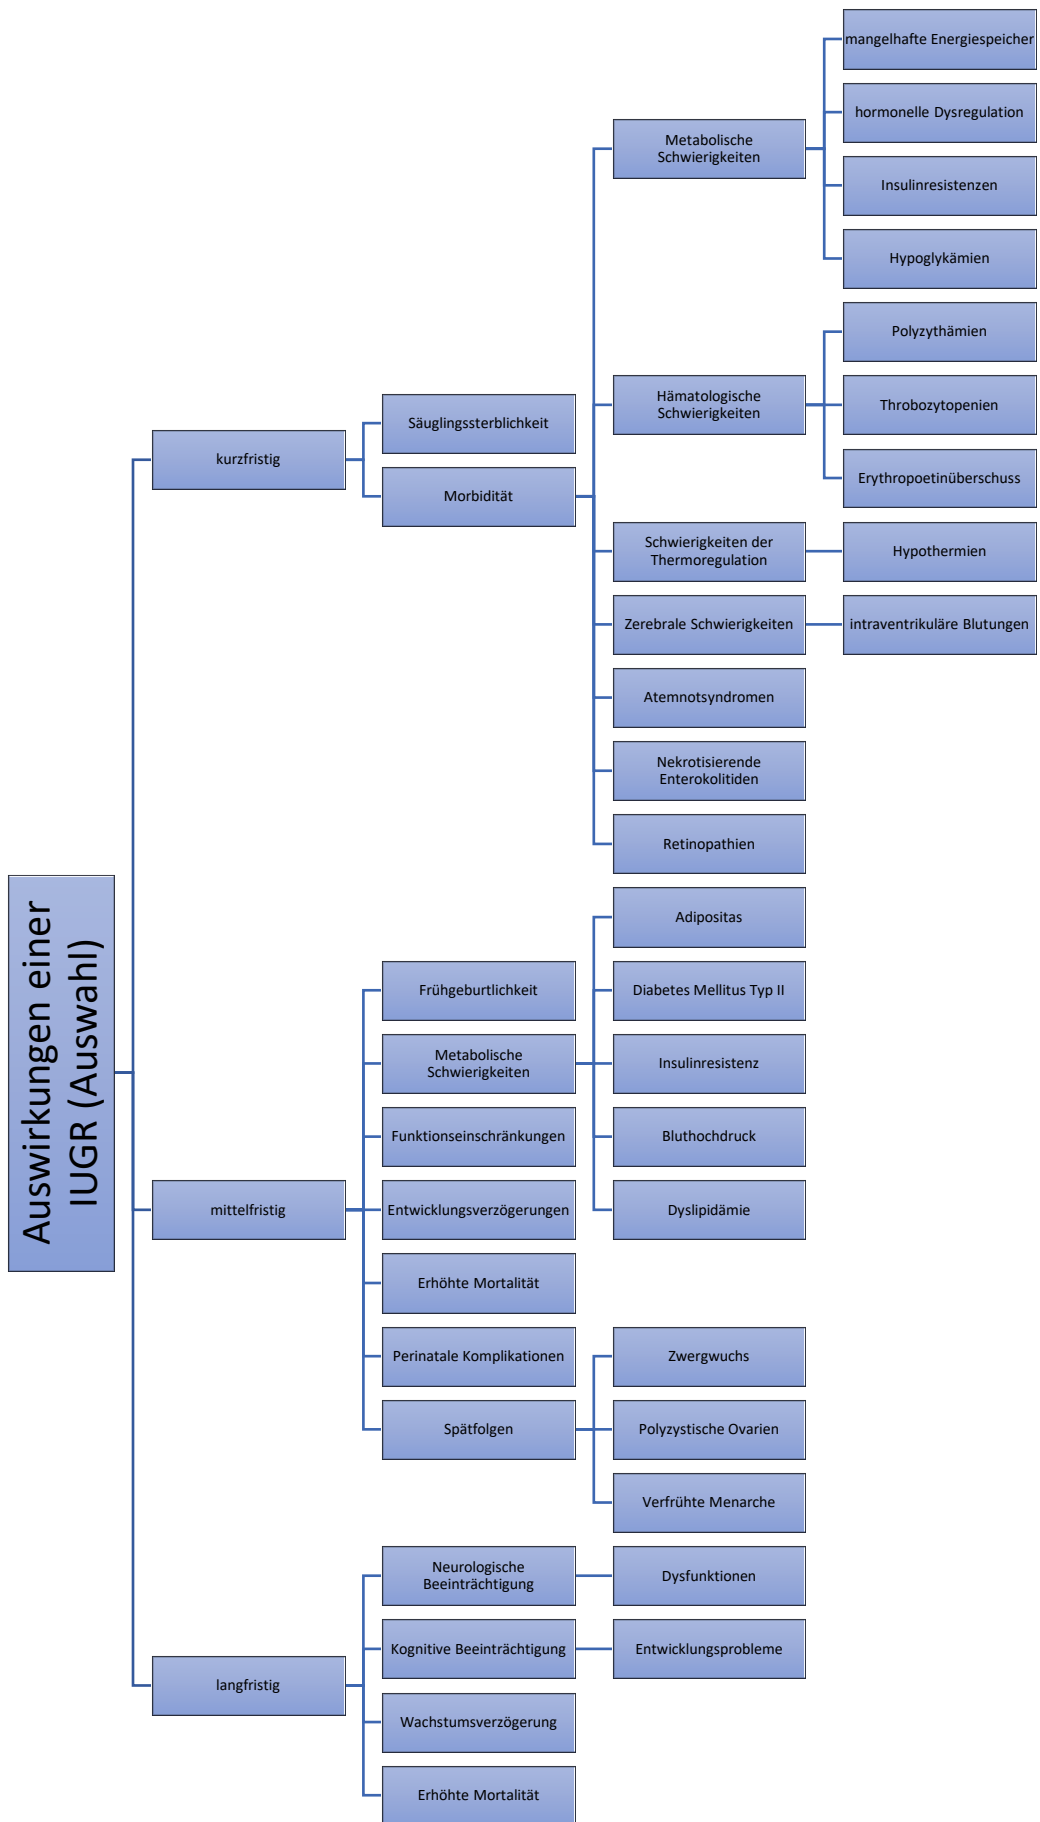 Auswirkungen einer
IUGR (Auswahl)
kurzfristig
Säuglingssterblichkeit
Morbidität
Metabolische
Schwierigkeiten
mangelhafte Energiespeicher
hormonelle Dysregulation
Insulinresistenzen
Hypoglykämien
Hämatologische
Schwierigkeiten
Polyzythämien
Throbozytopenien
Erythropoetinüberschuss
Schwierigkeiten der
Thermoregulation
Hypothermien
Zerebrale Schwierigkeiten
intraventrikuläre Blutungen
Atemnotsyndromen
Nekrotisierende
Enterokolitiden
Retinopathien
mittelfristig
Frühgeburtlichkeit
Metabolische
Schwierigkeiten
Adipositas
Diabetes Mellitus Typ II
Insulinresistenz
Bluthochdruck
Dyslipidämie
Funktionseinschränkungen
Entwicklungsverzögerungen
Erhöhte Mortalität
Perinatale Komplikationen
Spätfolgen
Zwergwuchs
Polyzystische Ovarien
Verfrühte Menarche
langfristig
Neurologische
Beeinträchtigung
Dysfunktionen
Kognitive Beeinträchtigung
Entwicklungsprobleme
Wachstumsverzögerung
Erhöhte Mortalität